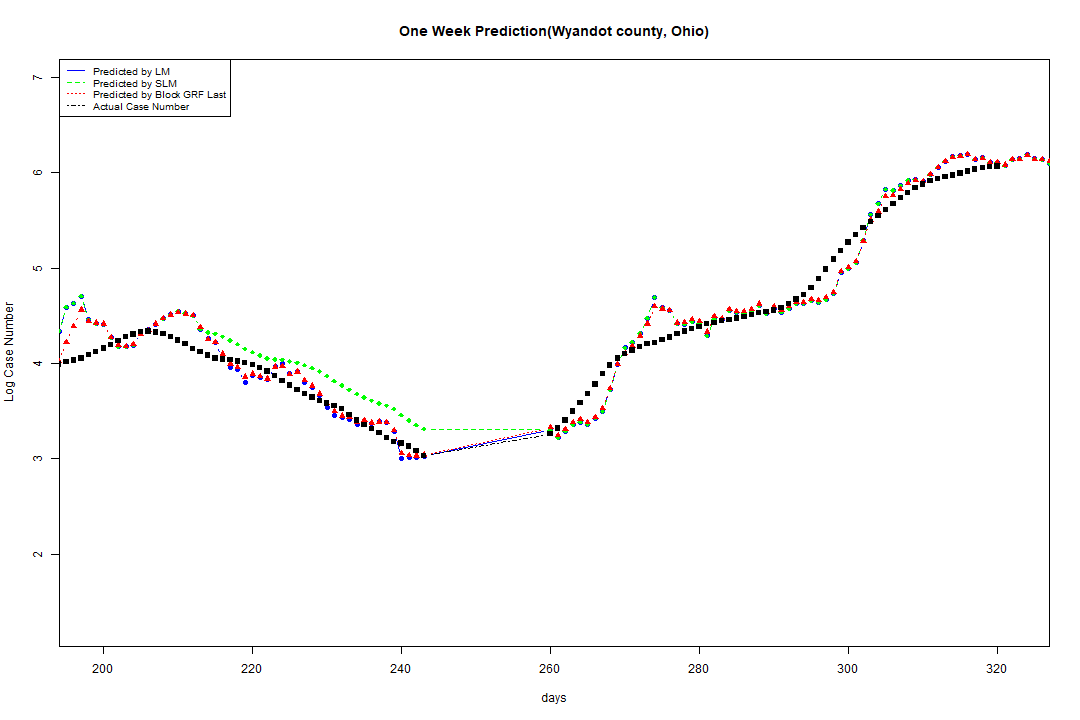 One Week Prediction(Wyandot county, Ohio)
Predicted by LM
Predicted by SLM
Predicted by Block GRF Last
Actual Case Number
7
6
5
4
3
2
Log Case Number
200 220 240 260 280 300 320
days